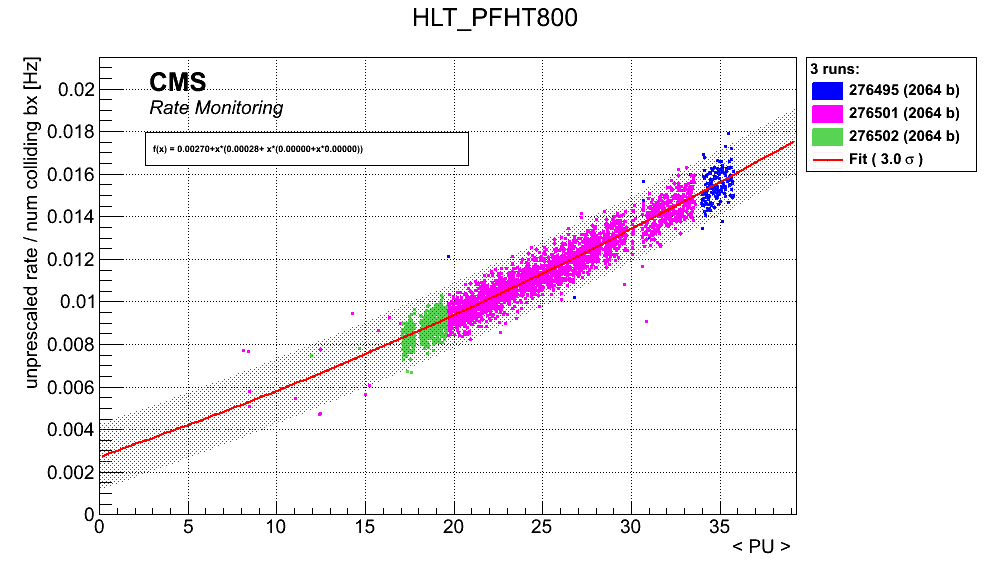 HLT_PFHT800
unprescaled rate / num colliding bx [Hz]
CMS
Rate Monitoring
f(x) = 0.00270+x*(0.00028+ x*(0.00000+x*0.00000))
0.02
0.018
0.016
0.014
0.012
0.01
0.008
0.006
0.004
0.002
0
0 5 10 15 20 25 30 35
< PU >
3 runs:
276495 (2064 b)
276501 (2064 b)
276502 (2064 b)
Fit ( 3.0 σ )